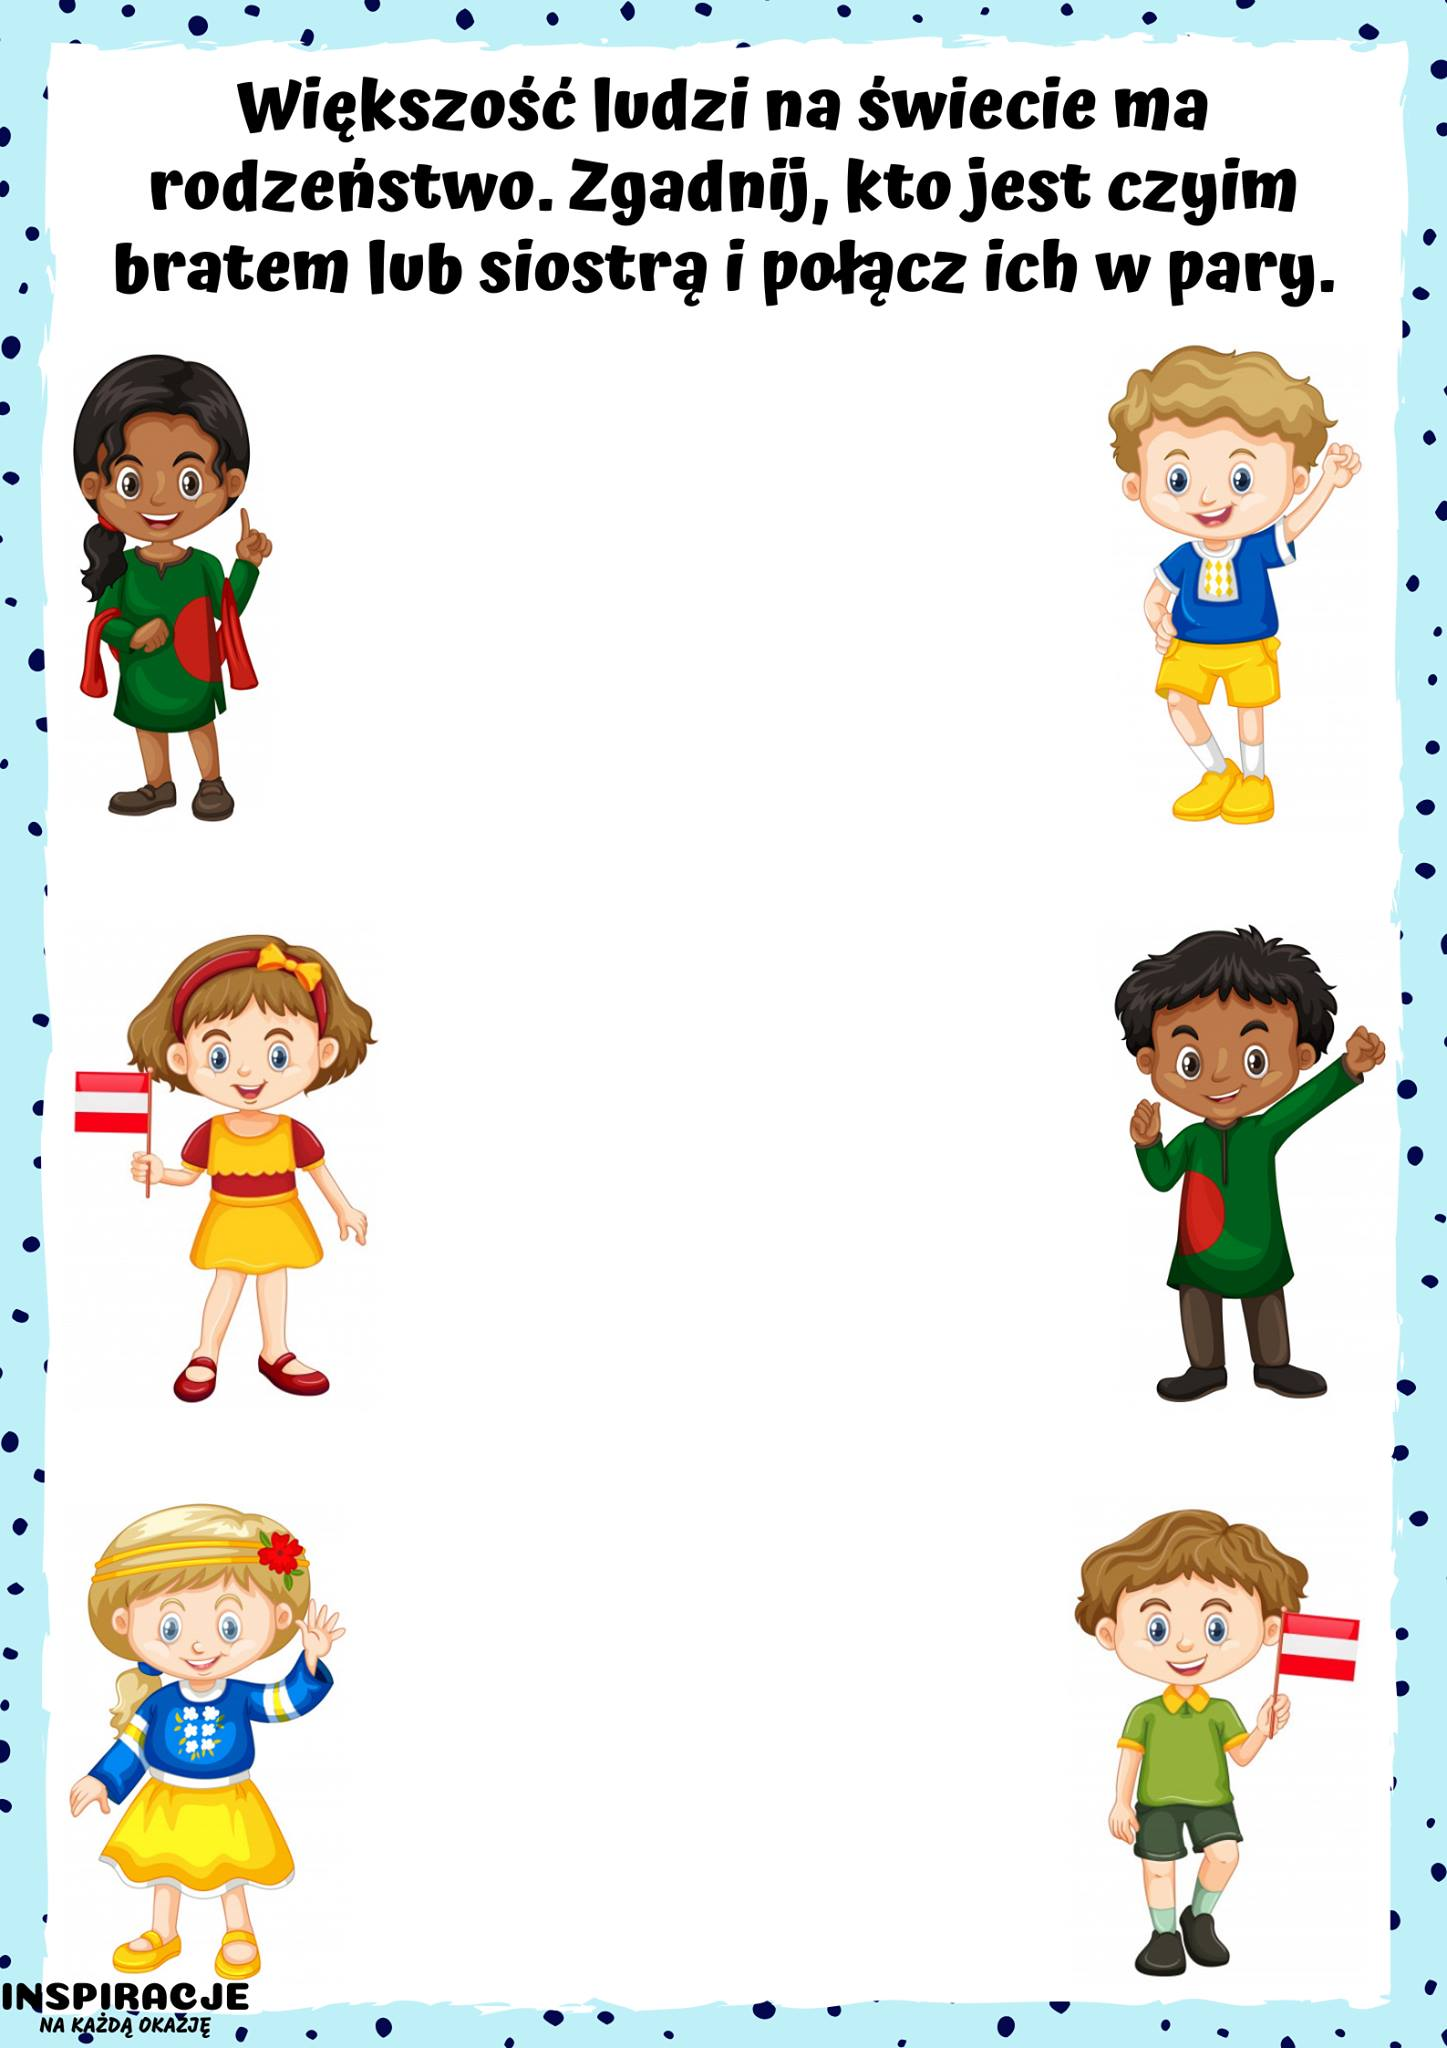 Większość ludzi na świecie ma
rodzeństwo. Zgadnij, kto jest czyim
bratem lub siostrą i połącz ich w pary.
INSPIRACJE
NA KAŻDĄ OKAZJĘ